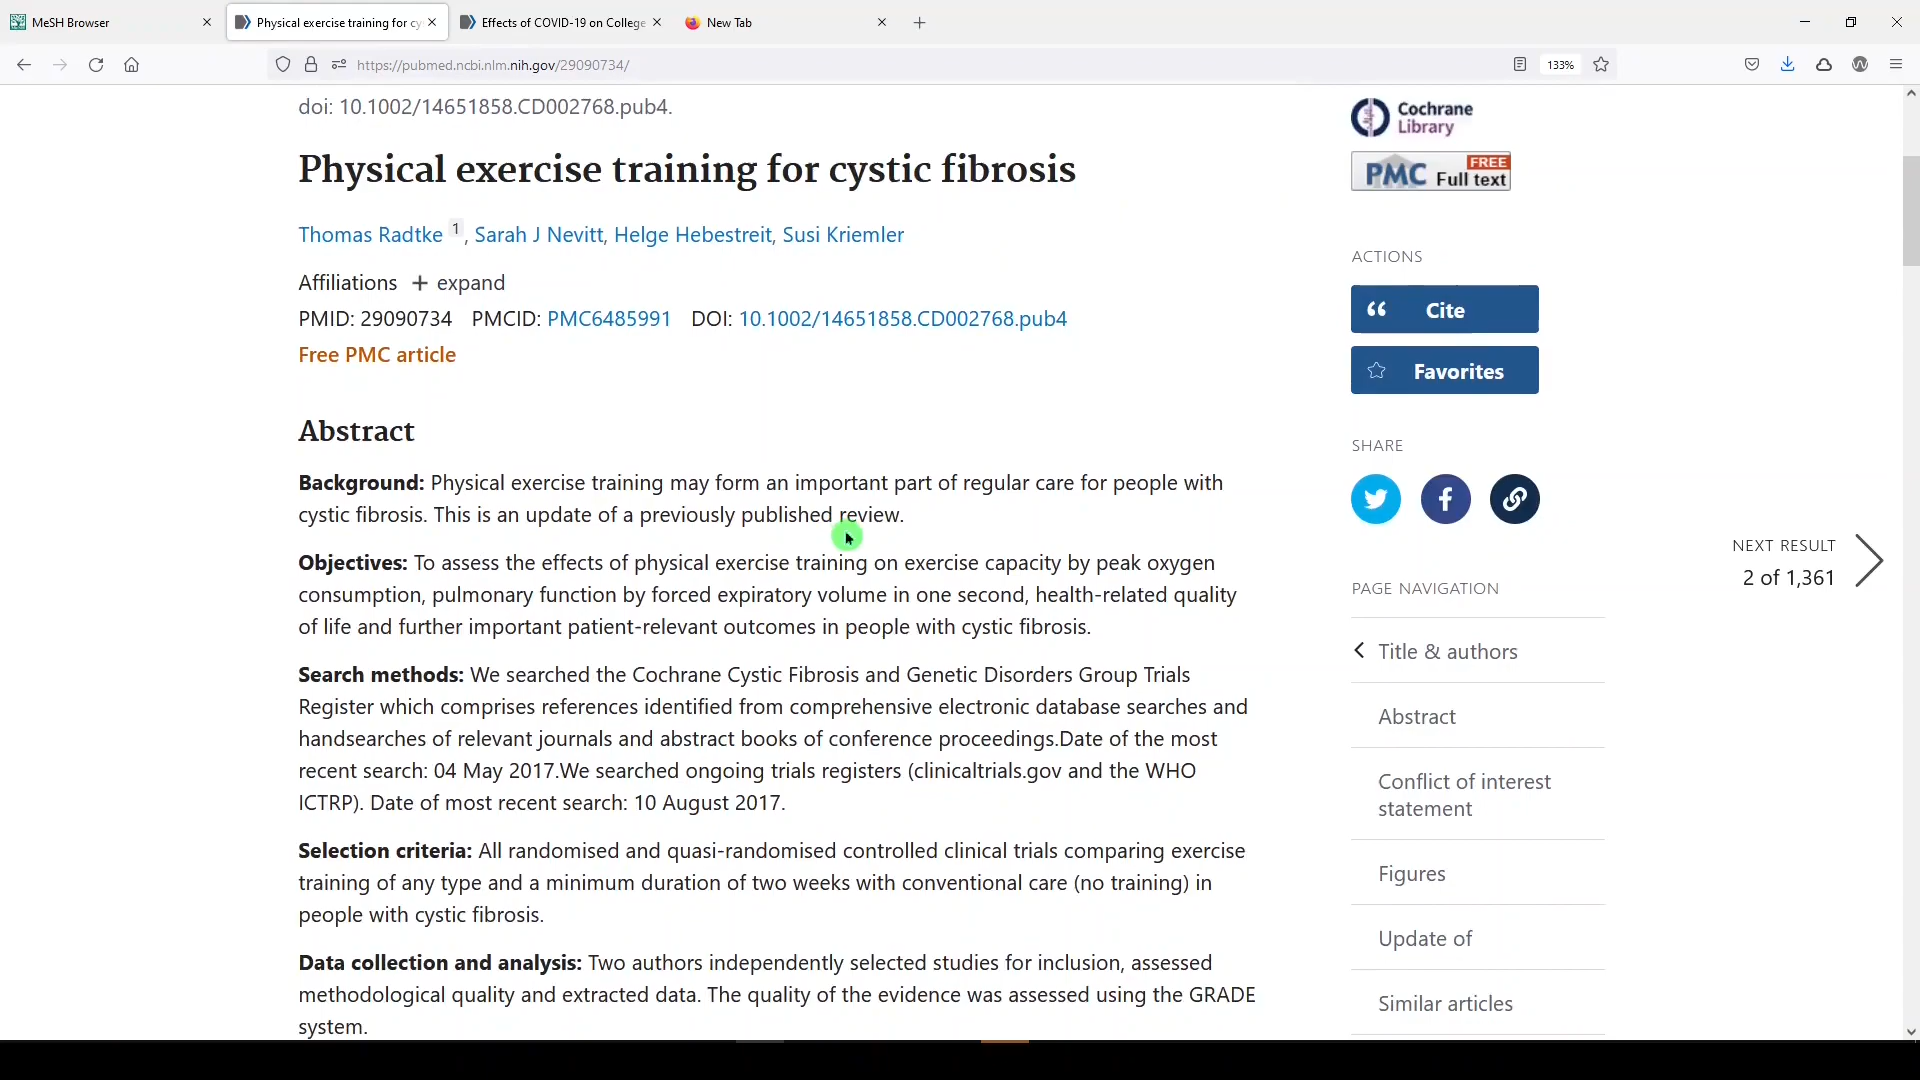 MeSH Browser
Physical exercise training for cy
Effects of COVID-19 on College
New Tab
https://pubmed.ncbi.nlm.nih.gov/29090734/
133%
doi: 10.1002/14651858.CD002768.pub4.
Physical exercise training for cystic fibrosis
Thomas Radtke 1, Sarah J Nevitt, Helge Hebestreit, Susi Kriemler
Affiliations + expand
PMID: 29090734 PMCID: PMC6485991 DOI: 10.1002/14651858.CD002768.pub4
Free PMC article
Abstract
Background: Physical exercise training may form an important part of regular care for people with
cystic fibrosis. This is an update of a previously published review.
Objectives: To assess the effects of physical exercise training on exercise capacity by peak oxygen
consumption, pulmonary function by forced expiratory volume in one second, health-related quality
of life and further important patient-relevant outcomes in people with cystic fibrosis.
Search methods: We searched the Cochrane Cystic Fibrosis and Genetic Disorders Group Trials
Register which comprises references identified from comprehensive electronic database searches and
handsearches of relevant journals and abstract books of conference proceedings.Date of the most
recent search: 04 May 2017.We searched ongoing trials registers (clinicaltrials.gov and the WHO
ICTRP). Date of most recent search: 10 August 2017.
Selection criteria: All randomised and quasi-randomised controlled clinical trials comparing exercise
training of any type and a minimum duration of two weeks with conventional care (no training) in
people with cystic fibrosis.
Data collection and analysis: Two authors independently selected studies for inclusion, assessed
methodological quality and extracted data. The quality of the evidence was assessed using the GRADE
system.
Cochrane
Library
PMC FREE
Full text
ACTIONS
Cite
Favorites
SHARE
PAGE NAVIGATION
Title & authors
Abstract
Conflict of interest
statement
Figures
Update of
Similar articles
NEXT RESULT
2 of 1,361